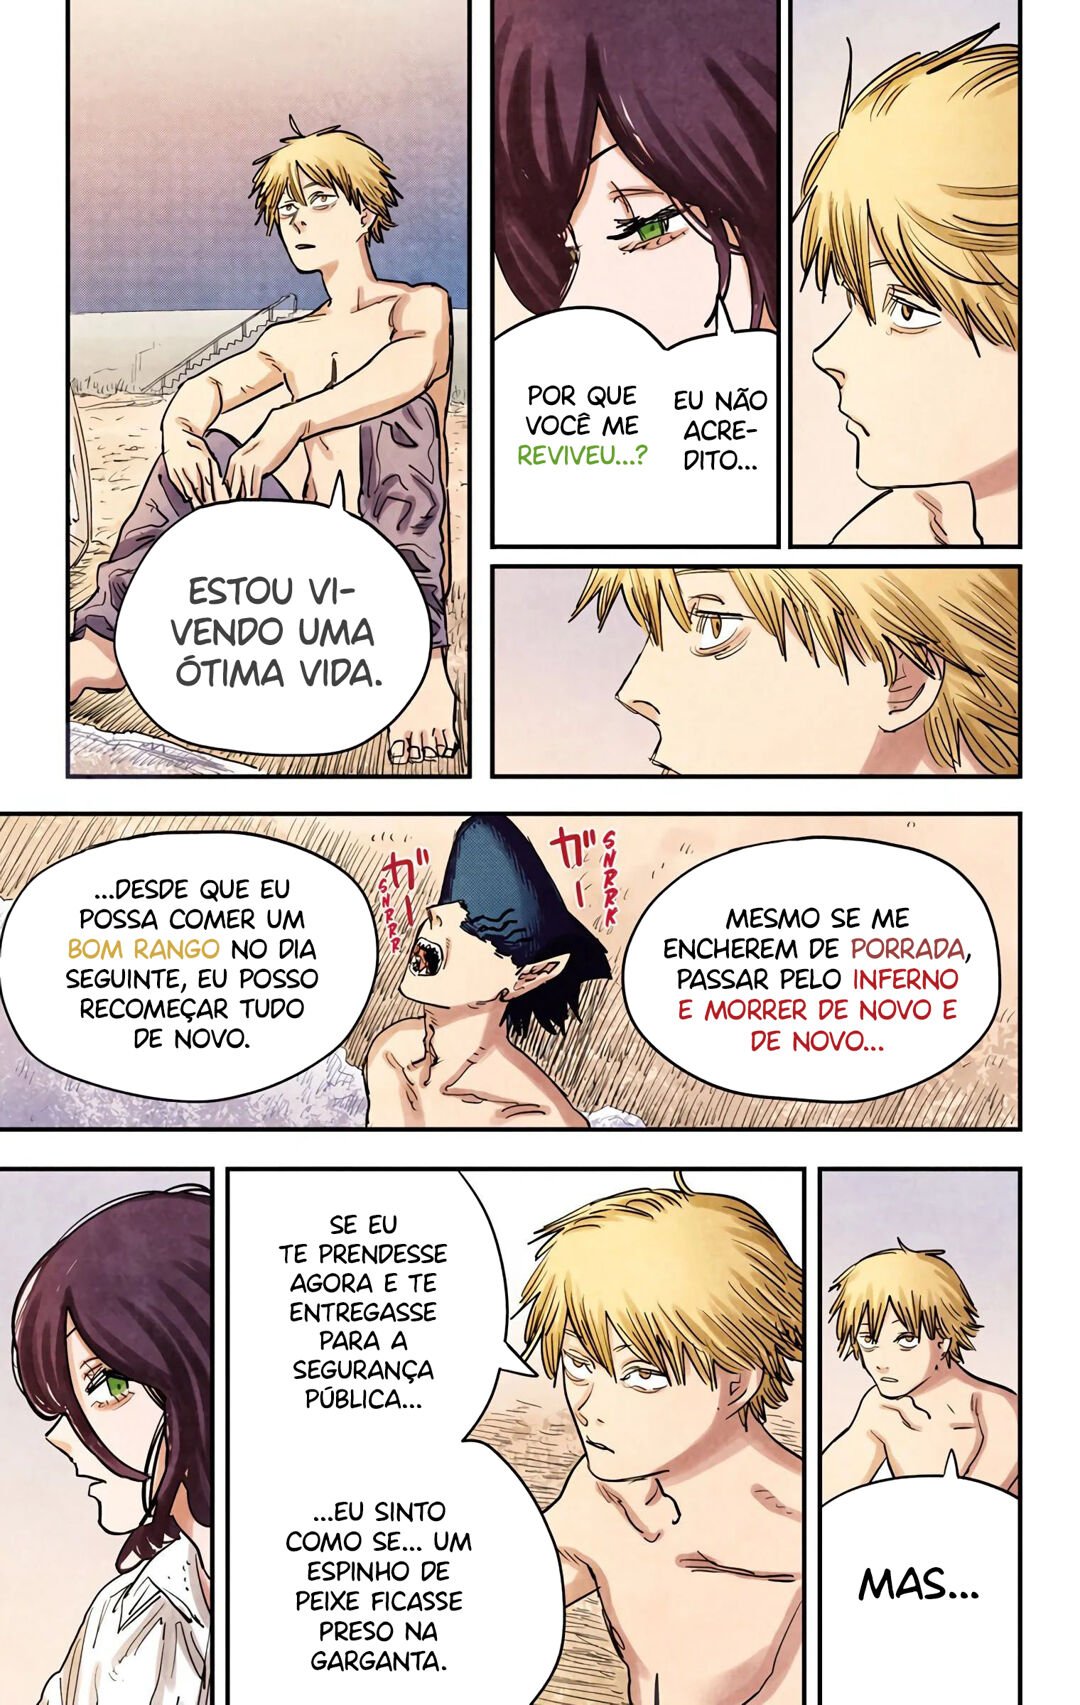 EU NÃO
ACRE-
DITO...
POR QUE
VOCÊ ME
REVIVEU...?
ESTOU VI-
VENDO UMA
ÓTIMA VIDA.
MESMO SE ME
ENCHEREM DE PORRADA,
PASSAR PELO INFERNO
E MORRER DE NOVO E
DE NOVO...
ガー
SNRRRK
ガー
SNRRR
...DESDE QUE EU
POSSA COMER UM
BOM RANGO NO DIA
SEGUINTE, EU POSSO
RECOMEÇAR TUDO
DE NOVO.
MAS...
SE EU
TE PRENDESSE
AGORA E TE
ENTREGASSE
PARA A
SEGURANÇA
PÚBLICA...
...EU SINTO
COMO SE... UM
ESPINHO DE
PEIXE FICASSE
PRESO NA
GARGANTA.